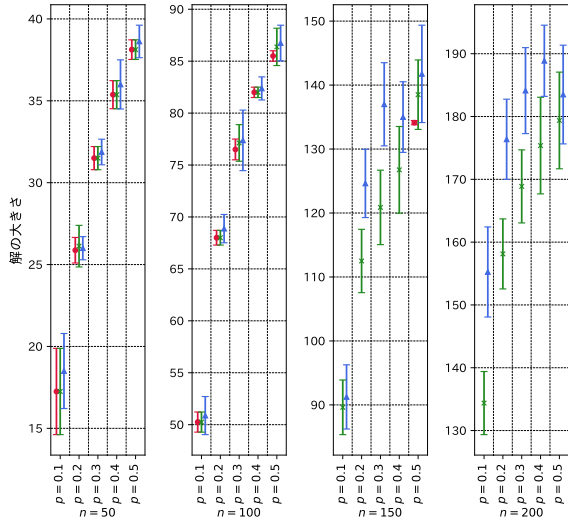 解の大きさ
40
35
30
25
20
15
p = 0.1
p = 0.2
p = 0.3
p = 0.4
p = 0.5
n = 50
90
85
80
75
70
65
60
55
50
p = 0.1
p = 0.2
p = 0.3
p = 0.4
p = 0.5
n = 100
150
140
130
120
110
100
90
p = 0.1
p = 0.2
p = 0.3
p = 0.4
p = 0.5
n = 150
190
180
170
160
150
140
130
p = 0.1
p = 0.2
p = 0.3
p = 0.4
p = 0.5
n = 200